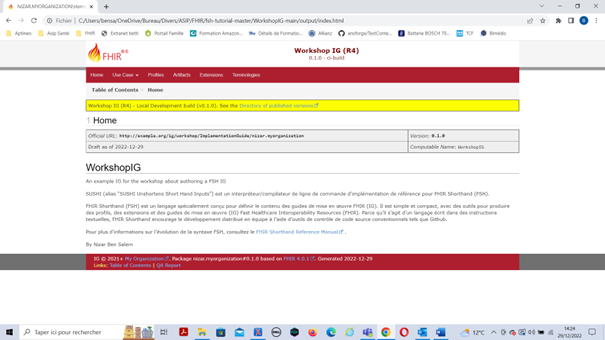 NIZAR.MYORGANIZATION\Home
Fichier
C:/Users/bensa/OneDrive/Bureau/Divers/ASIP/FHIR/fsh-tutorial-master/WorkshopIG-main/output/index.html
Aptineo
Asip Santé
FHIR
Extranet beth
Portail Famille
Formation Amazon...
Détails de Formatio...
Allianz
ansforge/TestConte...
Batterie BOSCH 75...
TCF
Bimédia
FHIR®
Workshop IG (R4)
0.1.0 - ci-build
Home
Use Case
Profiles
Artifacts
Extensions
Terminologies
Table of Contents
Home
Workshop IG (R4) - Local Development build (v0.1.0). See the Directory of published versions
1 Home
Official URL: http://example.org/ig/workshop/ImplementationGuide/nizar.myorganization
Version: 0.1.0
Draft as of 2022-12-29
Computable Name: WorkshopIG
WorkshopIG
An example IG for the workshop about authoring a FSH IG
SUSHI (alias "SUSHI Unshortens Short Hand Inputs") est un interpréteur/compilateur de ligne de commande d'implémentation de référence pour FHIR Shorthand (FSH).
FHIR Shorthand (FSH) est un langage spécialement conçu pour définir le contenu des guides de mise en œuvre FHIR (IG). Il est simple et compact, avec des outils pour produire
des profils, des extensions et des guides de mise en œuvre (IG) Fast Healthcare Interoperability Resources (FHIR). Parce qu'il s'agit d'un langage écrit dans des instructions
textuelles, FHIR Shorthand encourage le développement distribué en équipe à l'aide d'outils de contrôle de code source conventionnels tels que Github.
Pour plus d'informations sur l'évolution de la syntaxe FSH, consultez le FHIR Shorthand Reference Manual .
By Nizar Ben Salem
IG © 2021+ My Organization . Package nizar.myorganization#0.1.0 based on FHIR 4.0.1 . Generated 2022-12-29
Links: Table of Contents | QA Report
Taper ici pour rechercher
12°C
14:24
29/12/2022